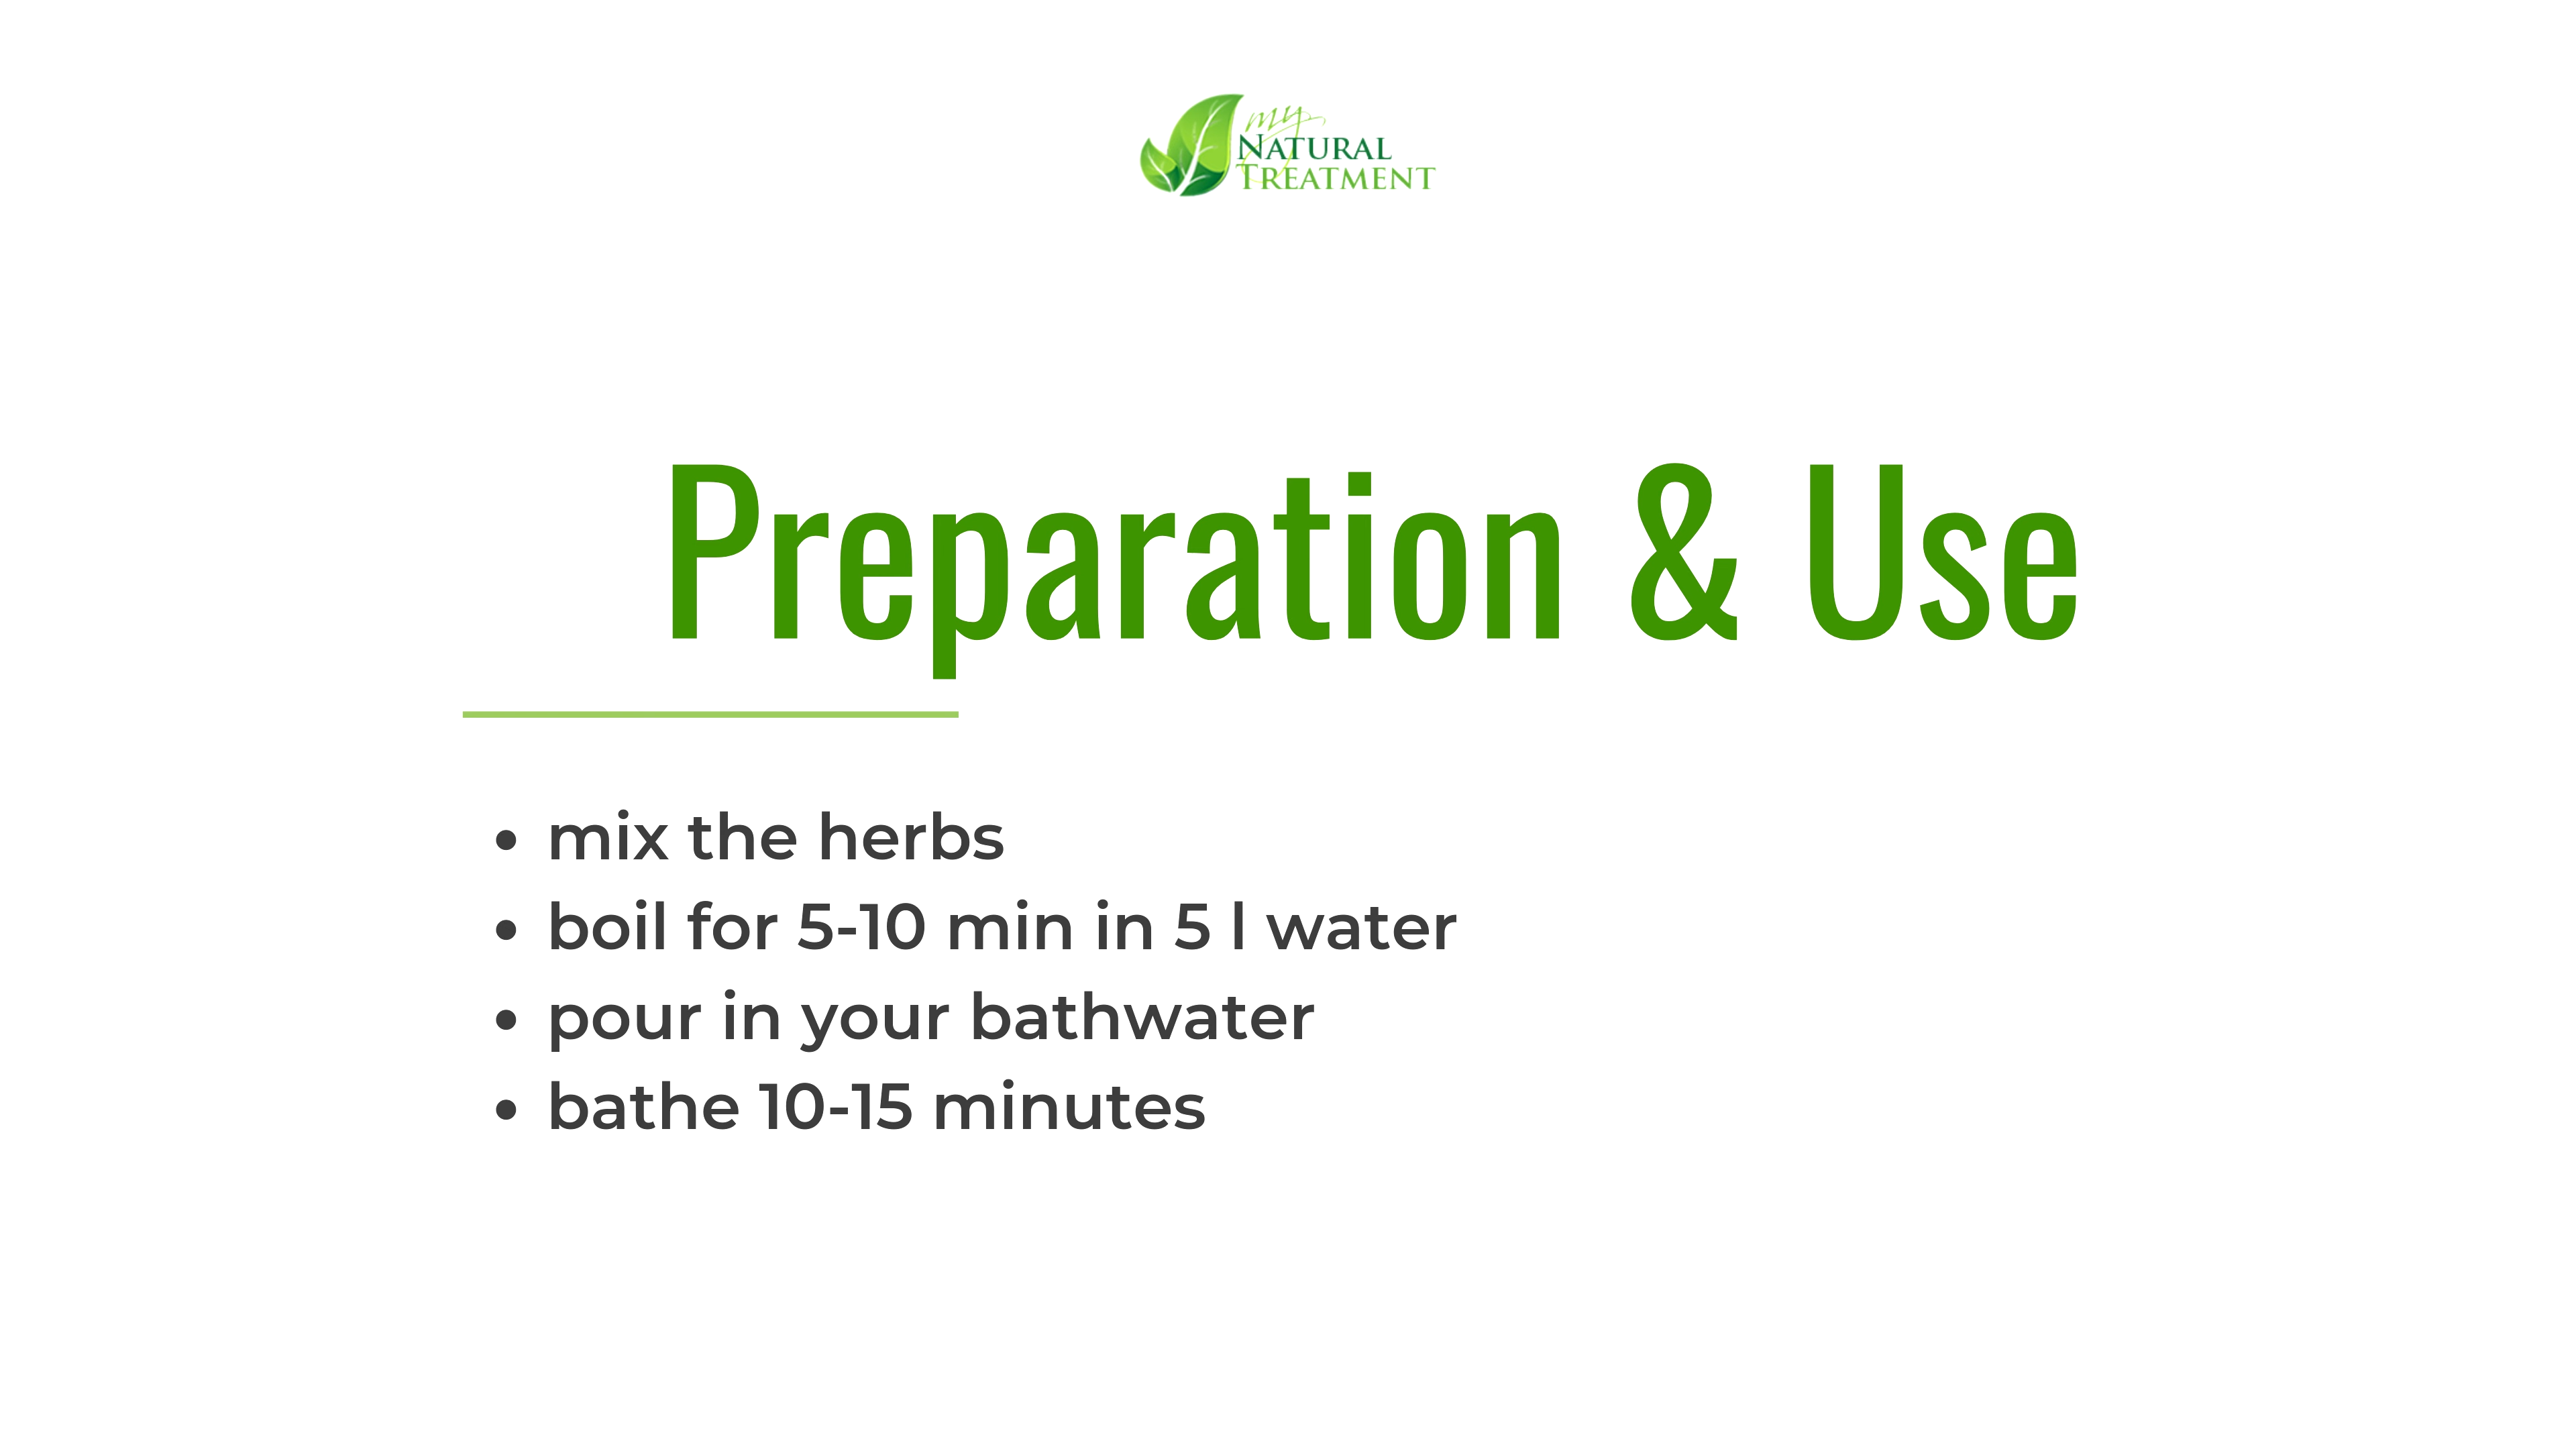 my
NATURAL
TREATMENT
Preparation & Use
• mix the herbs
• boil for 5-10 min in 5 l water
• pour in your bathwater
• bathe 10-15 minutes